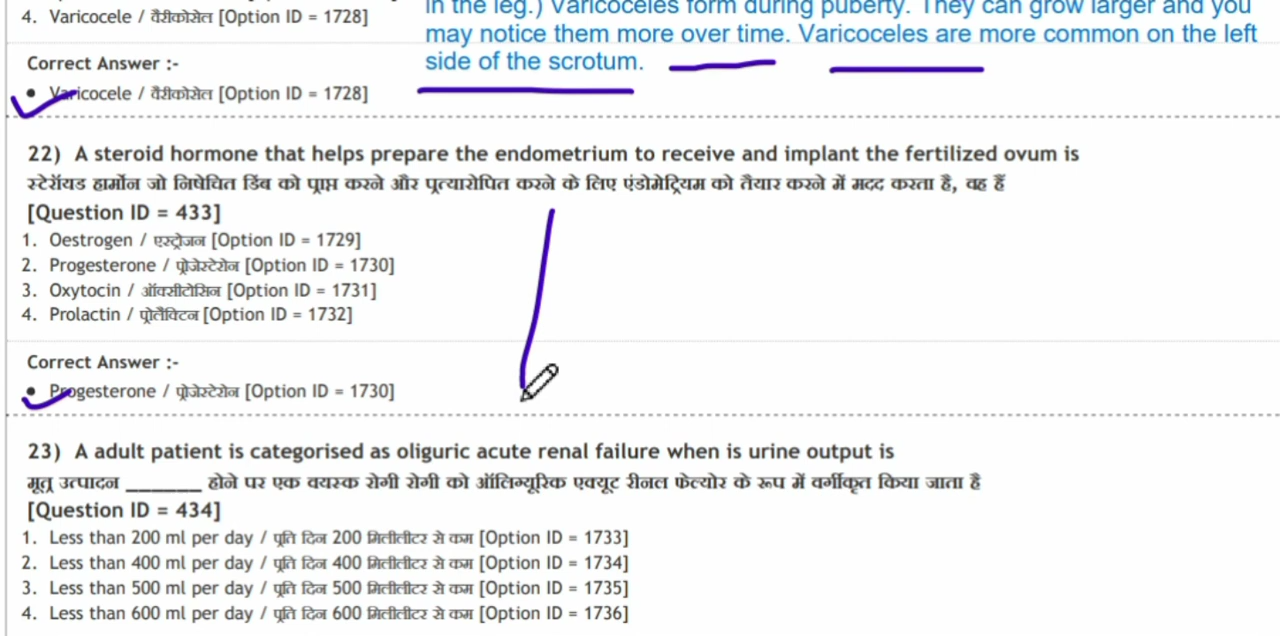 in the leg.) Varicoceles form during puberty. They can grow larger and you
4. Varicocele / वैरीकोसेल [Option ID = 1728]
may notice them more over time. Varicoceles are more common on the left
side of the scrotum.
Correct Answer :-
• Varicocele / वैरीकोसेल [Option ID = 1728]
22) A steroid hormone that helps prepare the endometrium to receive and implant the fertilized ovum is
स्टेरॉयड हार्मोन जो निषेचित डिंब को प्राप्त करने और प्रत्यारोपित करने के लिए एंडोमेट्रियम को तैयार करने में मदद करता है, वह हैं
[Question ID = 433]
1. Oestrogen / एस्ट्रोजन [Option ID = 1729]
2. Progesterone / प्रोजेस्टेरोन [Option ID = 1730]
3. Oxytocin / ऑक्सीटोसिन [Option ID = 1731]
4. Prolactin / प्रोलैक्टिन [Option ID = 1732]
Correct Answer :-
• Progesterone / प्रोजेस्टेरोन [Option ID = 1730]
23) A adult patient is categorised as oliguric acute renal failure when is urine output is
मूत्र उत्पादन _______ होने पर एक वयस्क रोगी रोगी को ऑलिग्यूरिक एक्यूट रीनल फेल्योर के रूप में वर्गीकृत किया जाता है
[Question ID = 434]
1. Less than 200 ml per day / प्रति दिन 200 मिलीलीटर से कम [Option ID = 1733]
2. Less than 400 ml per day / प्रति दिन 400 मिलीलीटर से कम [Option ID = 1734]
3. Less than 500 ml per day / प्रति दिन 500 मिलीलीटर से कम [Option ID = 1735]
4. Less than 600 ml per day / प्रति दिन 600 मिलीलीटर से कम [Option ID = 1736]